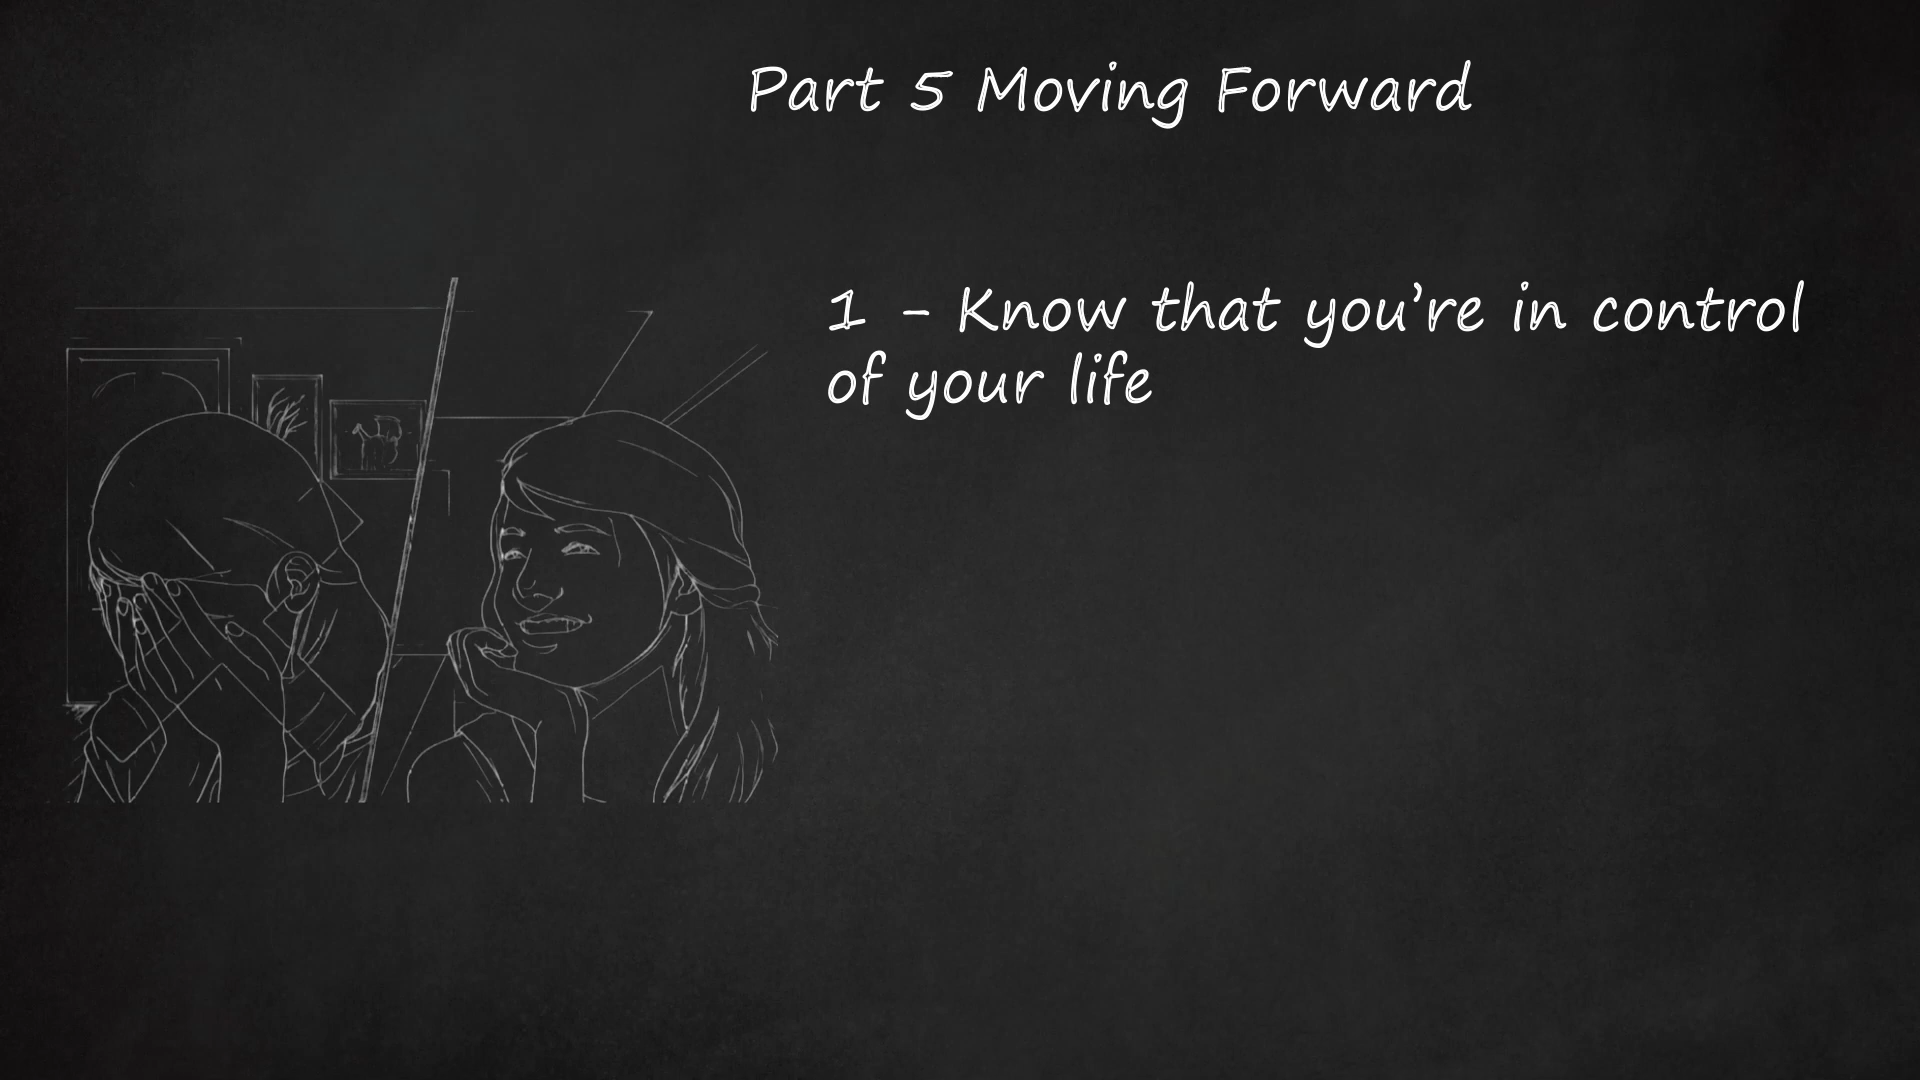 Part 5 Moving Forward
1 - Know that you’re in control
of your life